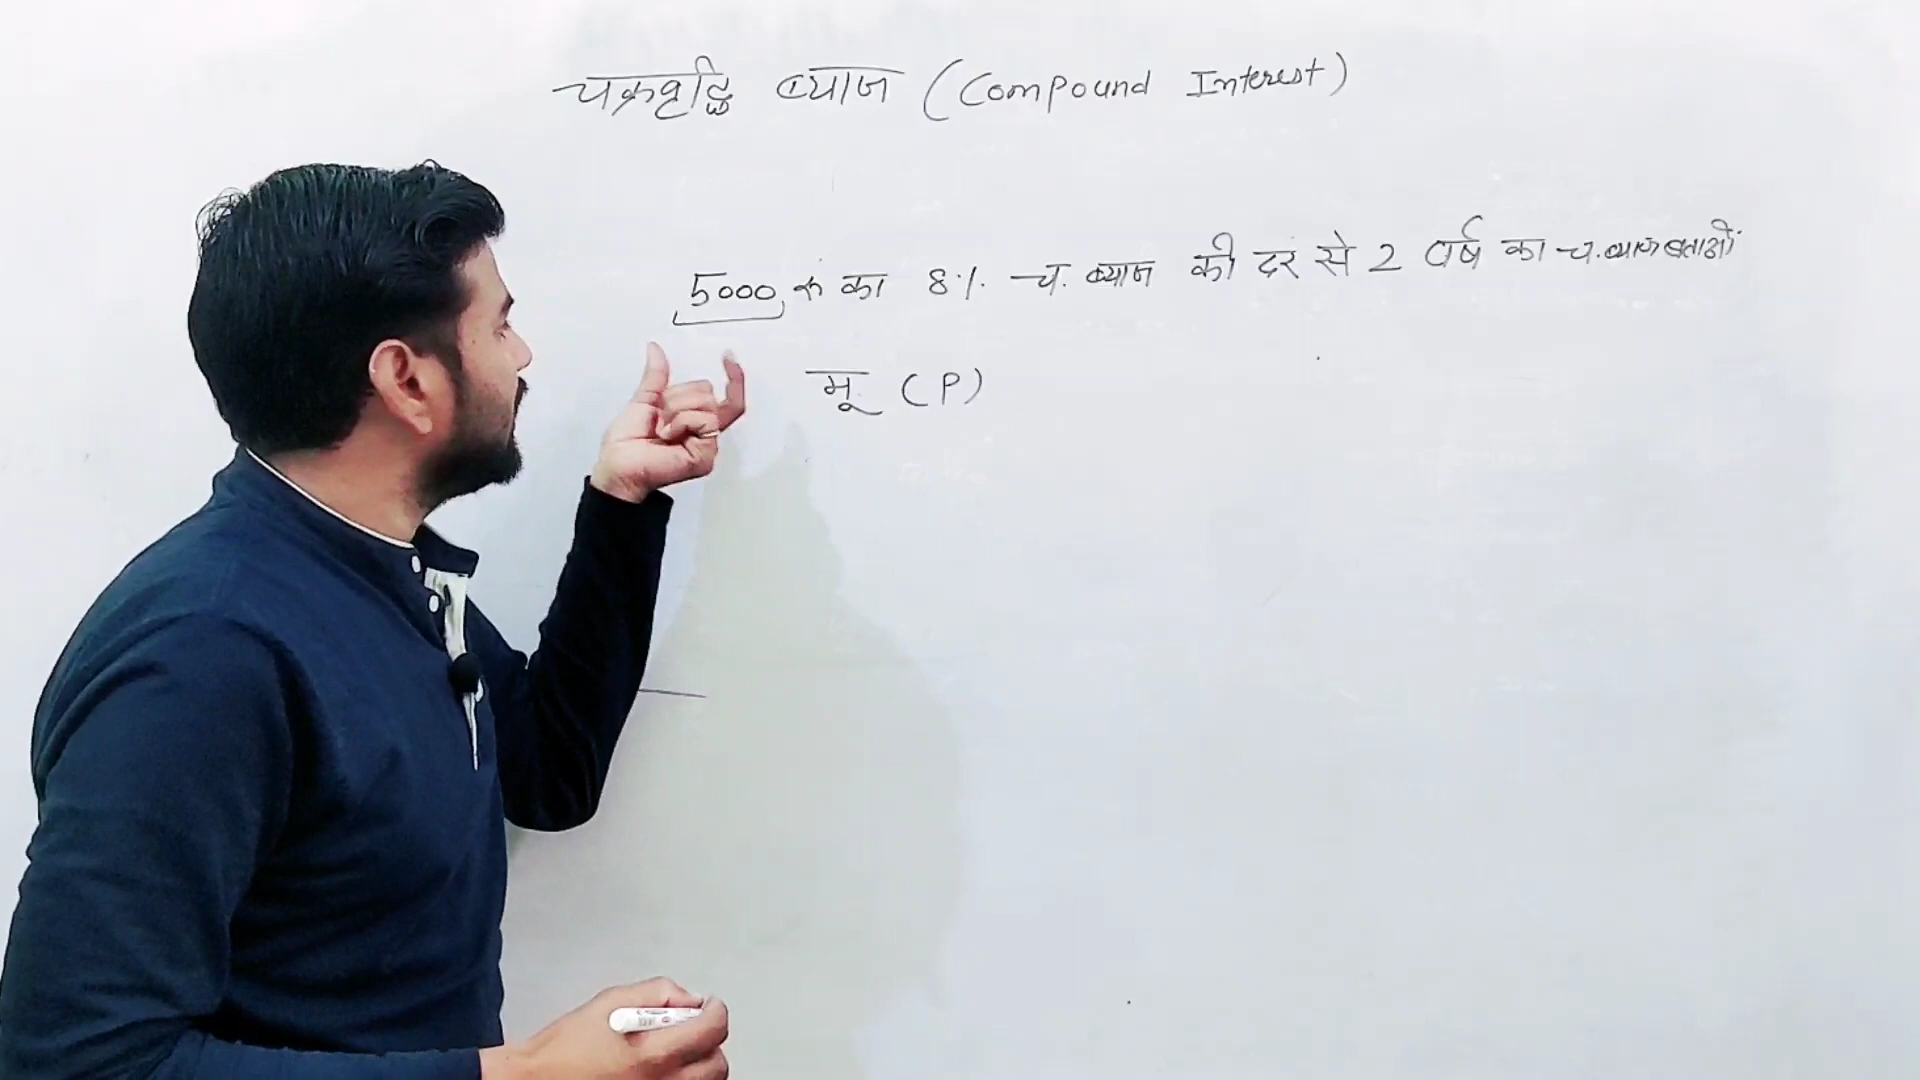 चक्रवृद्धि ब्याज (Compound Interest)
5000 रु का 8% च. ब्याज की दर से 2 वर्ष का च. ब्याज बताओं
मू. (P)